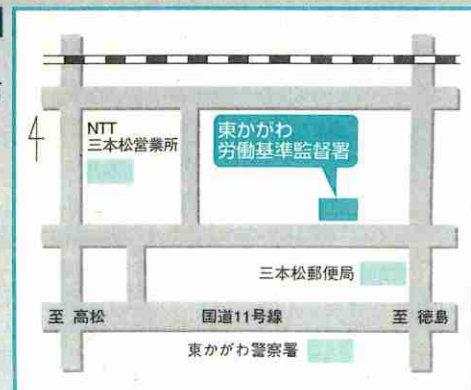 NTT
三本松営業所
東かがわ
労働基準監督署
三本松郵便局
至 高松
国道11号線
至 徳島
東かがわ警察署